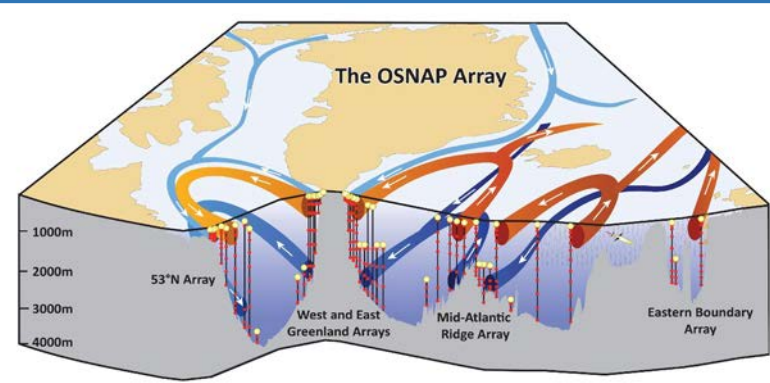 The OSNAP Array
1000m
2000m
3000m
4000m
53°N Array
West and East
Greenland Arrays
Mid-Atlantic
Ridge Array
Eastern Boundary
Array